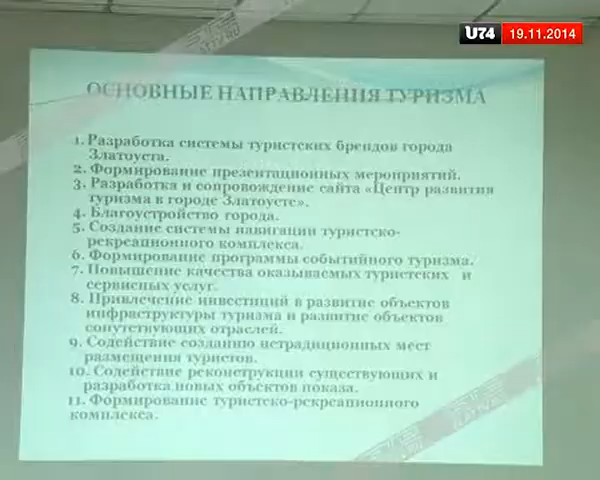 U74 19.11.2014
ОСНОВНЫЕ НАПРАВЛЕНИЯ ТУРИЗМА
1. Разработка системы туристских брендов города
Златоуста.
2. Формирование презентационных мероприятий.
3. Разработка и сопровождение сайта «Центр развития
туризма в городе Златоусте».
4. Благоустройство города.
5. Создание системы навигации туристско-
рекреационного комплекса.
6. Формирование программы событийного туризма.
7. Повышение качества оказываемых туристских и
сервисных услуг.
8. Привлечение инвестиций в развитие объектов
инфраструктуры туризма и развитие объектов
сопутствующих отраслей.
9. Содействие созданию нетрадиционных мест
размещения туристов.
10. Содействие реконструкции существующих и
разработка новых объектов показа.
11. Формирование туристско-рекреационного
комплекса.